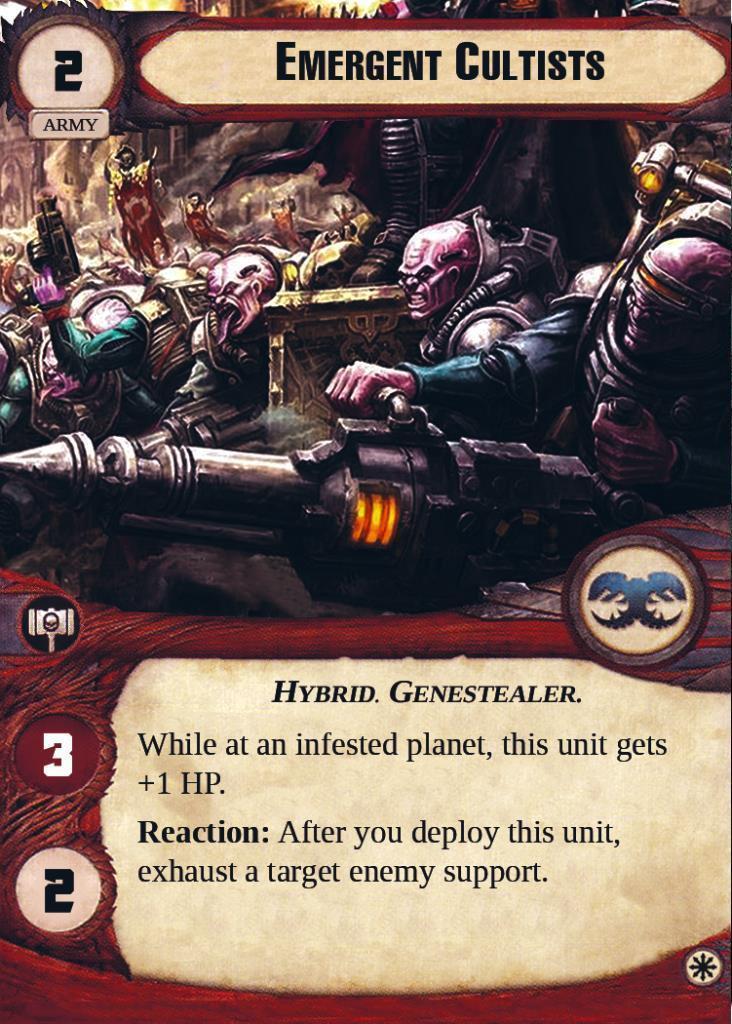 2
EMERGENT CULTISTS
ARMY
HYBRID. GENESTEALER.
3
While at an infested planet, this unit gets
+1 HP.
Reaction: After you deploy this unit,
exhaust a target enemy support.
2